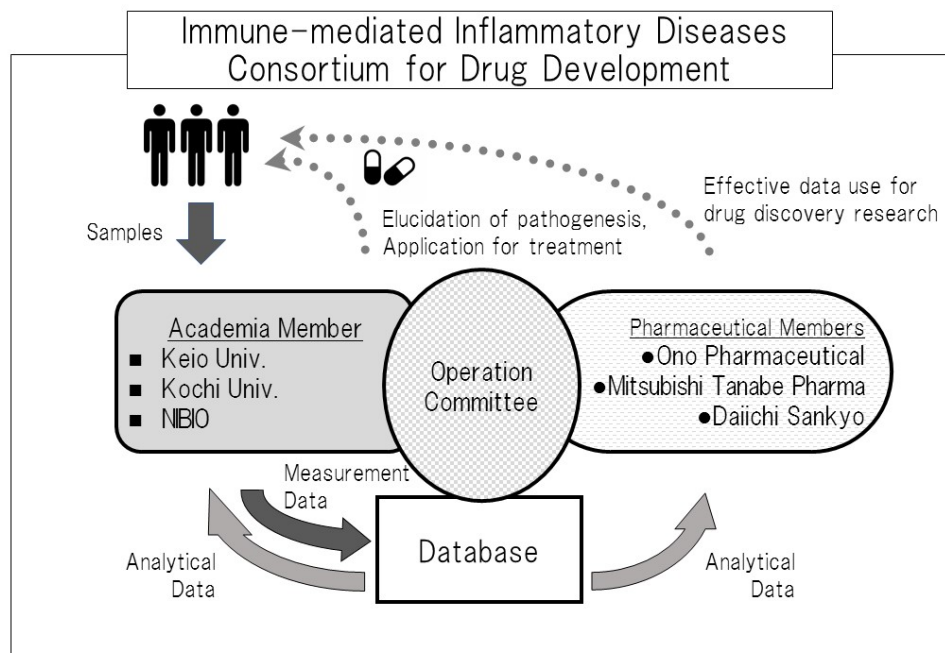 Immune-mediated Inflammatory Diseases
Consortium for Drug Development
Samples
Elucidation of pathogenesis,
Application for treatment
Effective data use for
drug discovery research
Academia Member
■ Keio Univ.
■ Kochi Univ.
■ NIBIO
Operation
Committee
Pharmaceutical Members
●Ono Pharmaceutical
●Mitsubishi Tanabe Pharma
●Daiichi Sankyo
Measurement
Data
Analytical
Data
Database
Analytical
Data